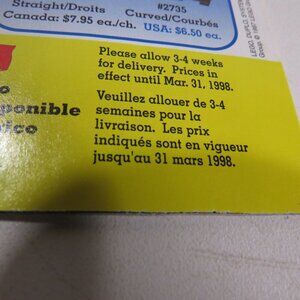 Straight/Droits
#2735
Curved/Courbés
Canada: $7.95 ea./ch. USA: $6.50 ea.
Please allow 3-4 weeks
for delivery. Prices in
effect until Mar. 31, 1998.
Veuillez allouer de 3-4
semaines pour la
livraison. Les prix
indiqués sont en vigueur
jusqu'au 31 mars 1998.
LEGO, DUPLO,